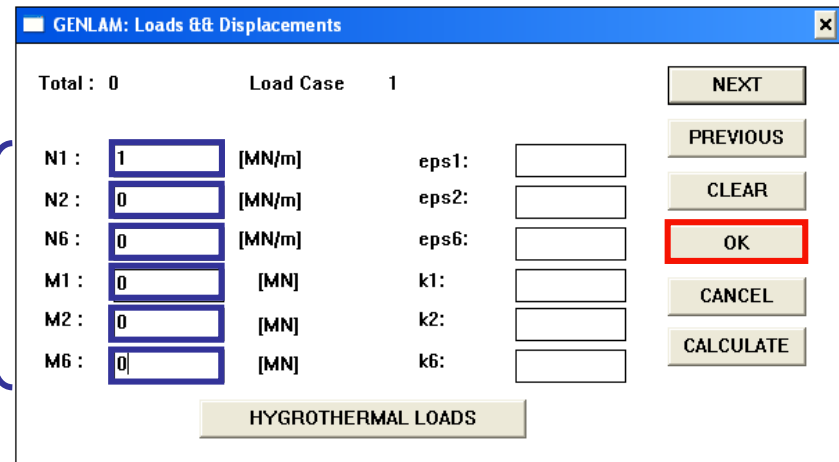 GENLAM: Loads && Displacements
Total : 0 Load Case 1 NEXT
PREVIOUS
N1 : 1 [MN/m] eps1:
N2 : 0 [MN/m] eps2: CLEAR
N6 : 0 [MN/m] eps6: OK
M1 : 0 [MN] k1:
CANCEL
M2 : 0 [MN] k2:
CALCULATE
M6 : 0 [MN] k6:
HYGROTHERMAL LOADS